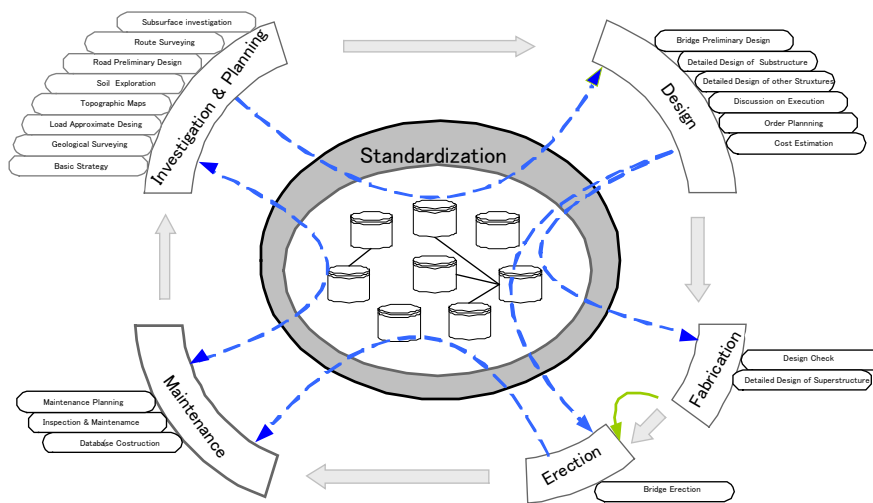 Subsurface investigation
Route Surveying
Road Preliminary Design
Soil Exploration
Topographic Maps
Load Approximate Desing
Geological Surveying
Basic Strategy
Investigation & Planning
Bridge Preliminary Design
Detailed Design of Substructure
Detailed Design of other Struxtures
Discussion on Execution
Order Plannning
Cost Estimation
Design
Standardization
Fabrication
Design Check
Detailed Design of Superstructure
Maintenance
Maintenance Planning
Inspection & Maintemance
Database Costruction
Erection
Bridge Erection